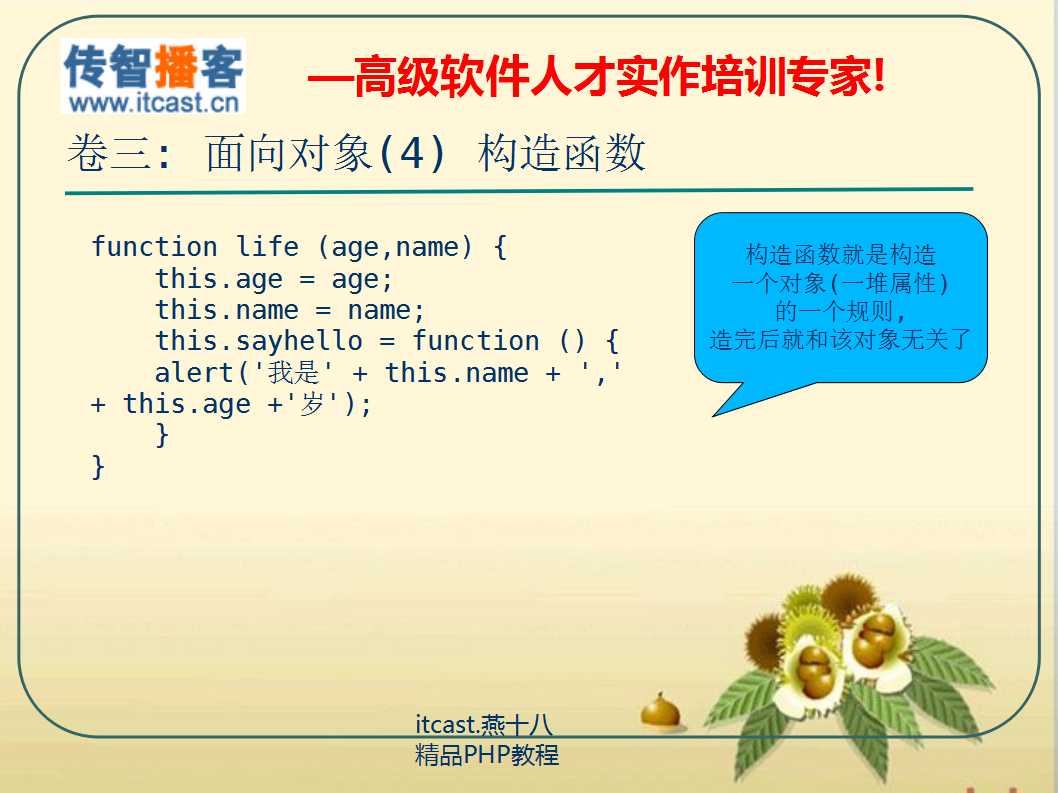 传智播客
www.itcast.cn
—高级软件人才实作培训专家!
卷三: 面向对象(4) 构造函数
function life (age,name) {
    this.age = age;
    this.name = name;
    this.sayhello = function () {
    alert('我是' + this.name + ','
+ this.age +'岁');
    }
}
构造函数就是构造
一个对象(一堆属性)
的一个规则,
造完后就和该对象无关了
itcast.燕十八
精品PHP教程